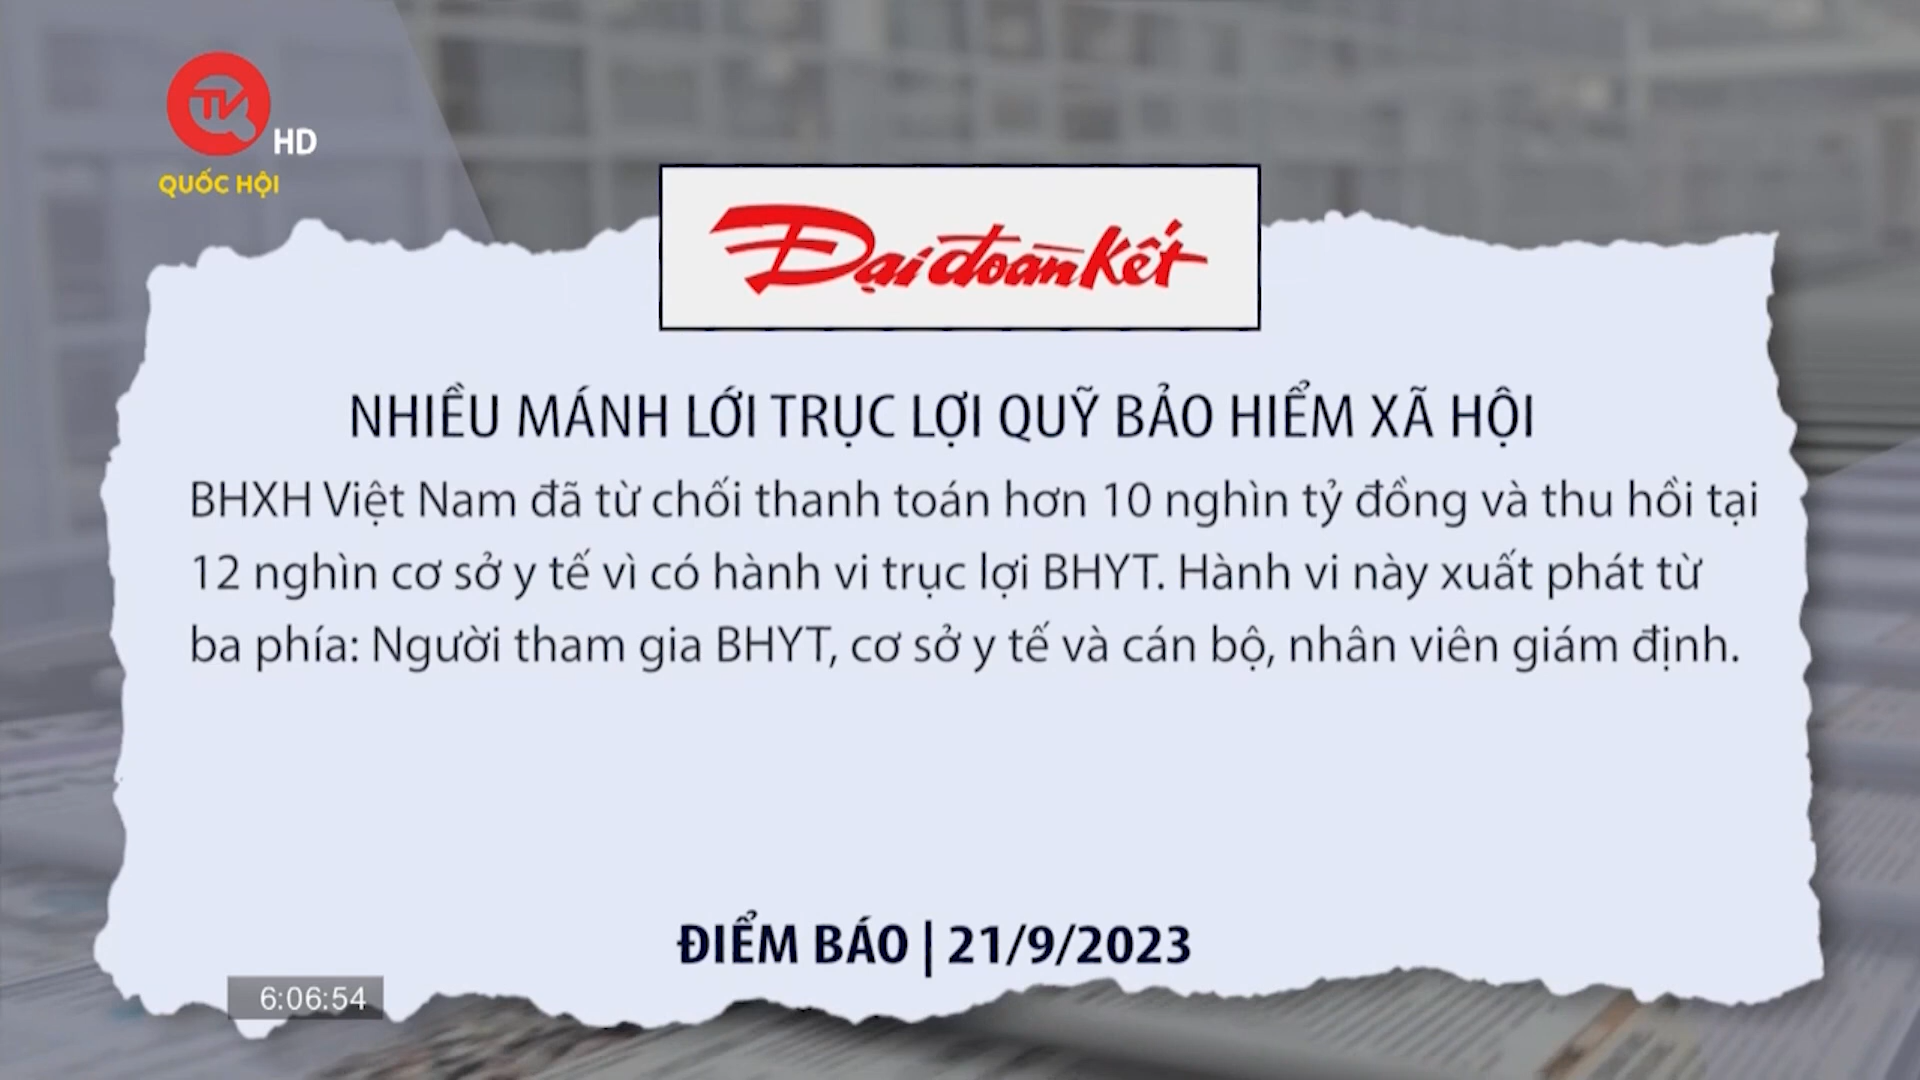 TV
HD
QUỐC HỘI
Đại đoàn kết
NHIỀU MÁNH LỚI TRỤC LỢI QUỸ BẢO HIỂM XÃ HỘI
BHXH Việt Nam đã từ chối thanh toán hơn 10 nghìn tỷ đồng và thu hồi tại
12 nghìn cơ sở y tế vì có hành vi trục lợi BHYT. Hành vi này xuất phát từ
ba phía: Người tham gia BHYT, cơ sở y tế và cán bộ, nhân viên giám định.
ĐIỂM BÁO | 21/9/2023
6:06:54